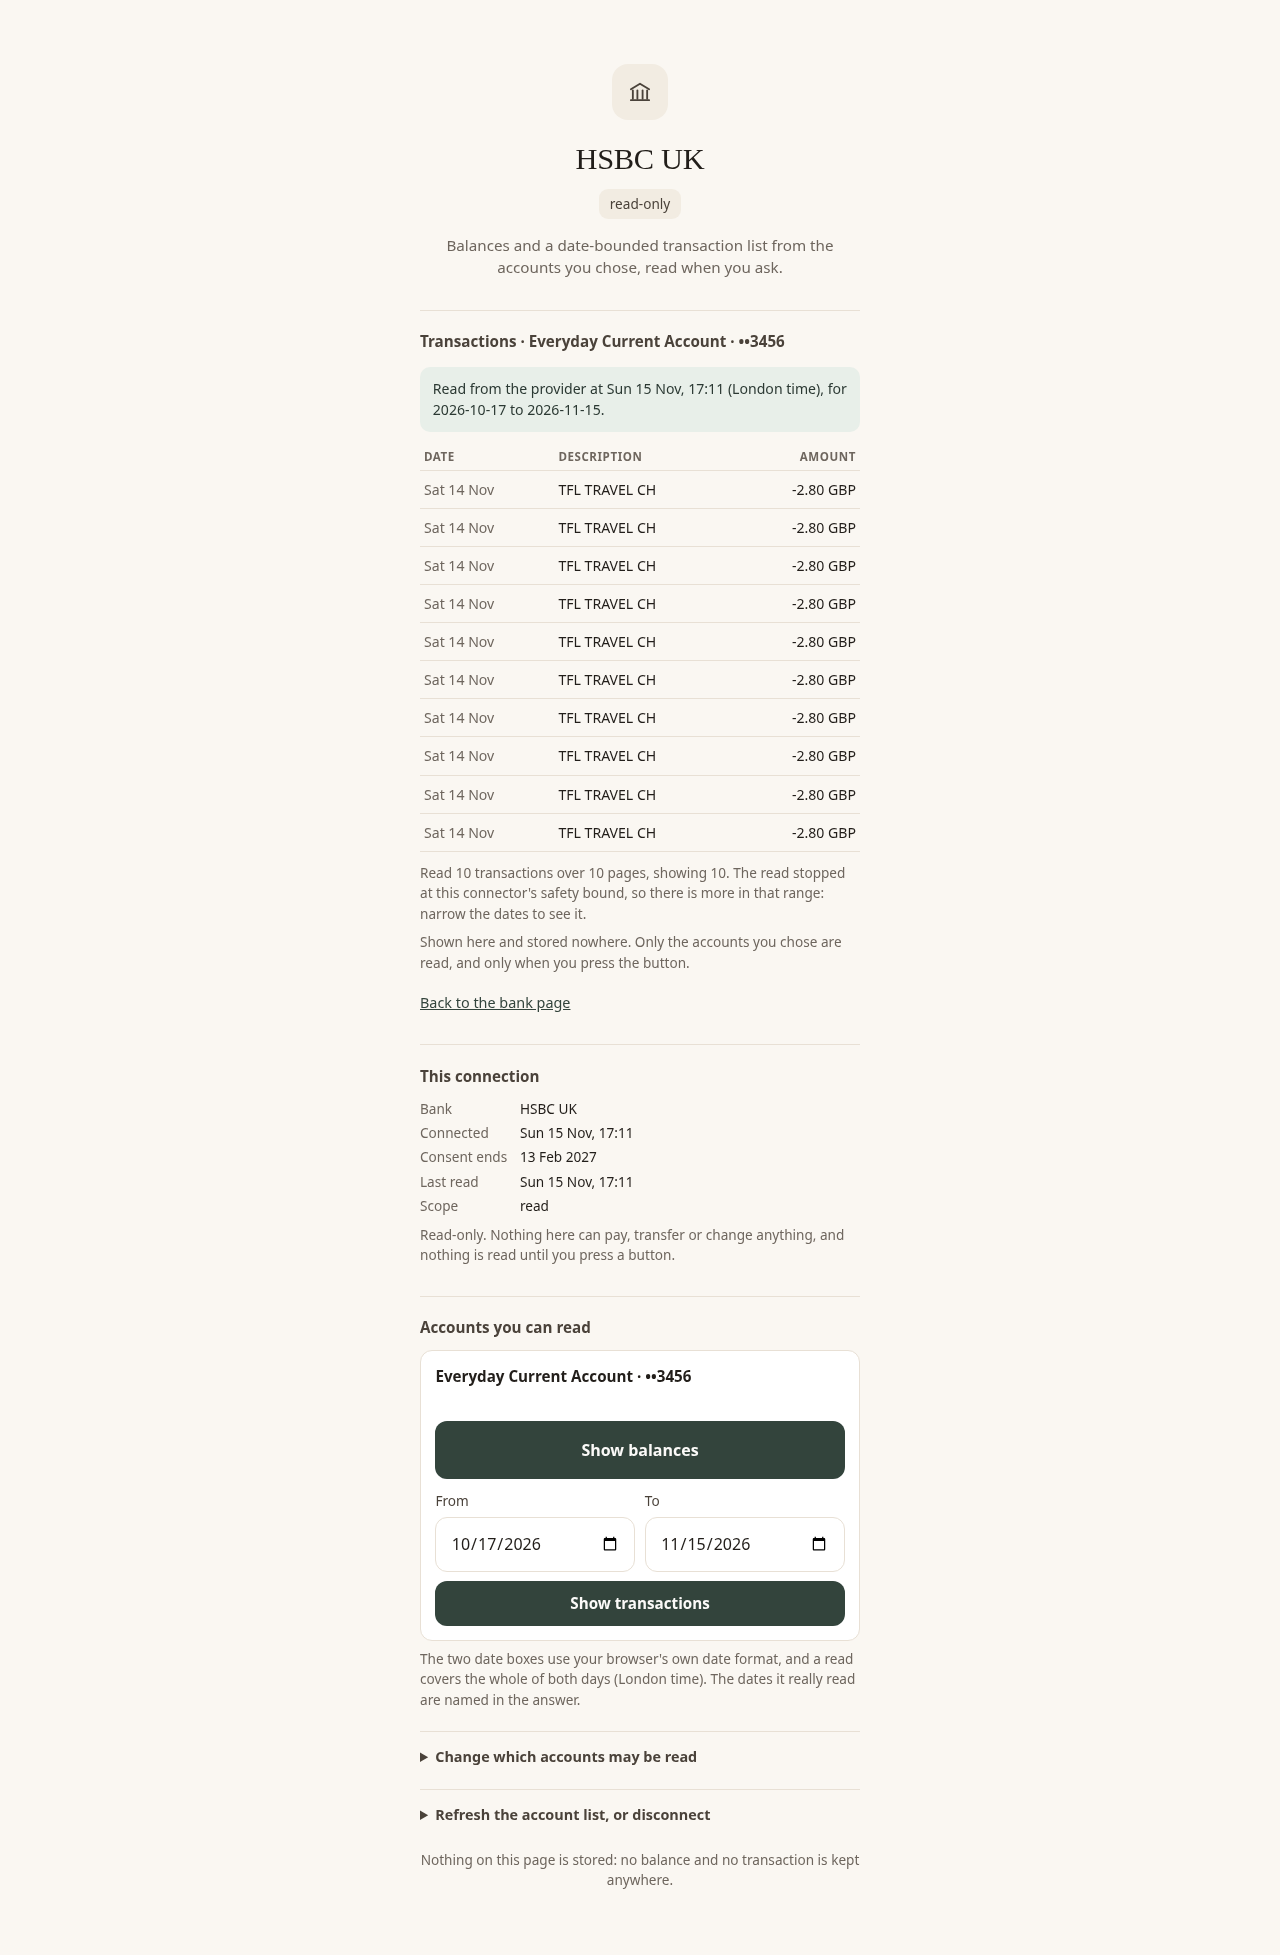 HSBC UK
read-only
Balances and a date-bounded transaction list from the
accounts you chose, read when you ask.
Transactions · Everyday Current Account · ••3456
Read from the provider at Sun 15 Nov, 17:11 (London time), for
2026-10-17 to 2026-11-15.
DATE DESCRIPTION AMOUNT
Sat 14 Nov TFL TRAVEL CH -2.80 GBP
Sat 14 Nov TFL TRAVEL CH -2.80 GBP
Sat 14 Nov TFL TRAVEL CH -2.80 GBP
Sat 14 Nov TFL TRAVEL CH -2.80 GBP
Sat 14 Nov TFL TRAVEL CH -2.80 GBP
Sat 14 Nov TFL TRAVEL CH -2.80 GBP
Sat 14 Nov TFL TRAVEL CH -2.80 GBP
Sat 14 Nov TFL TRAVEL CH -2.80 GBP
Sat 14 Nov TFL TRAVEL CH -2.80 GBP
Sat 14 Nov TFL TRAVEL CH -2.80 GBP
Read 10 transactions over 10 pages, showing 10. The read stopped
at this connector's safety bound, so there is more in that range:
narrow the dates to see it.
Shown here and stored nowhere. Only the accounts you chose are
read, and only when you press the button.
Back to the bank page
This connection
Bank HSBC UK
Connected Sun 15 Nov, 17:11
Consent ends 13 Feb 2027
Last read Sun 15 Nov, 17:11
Scope read
Read-only. Nothing here can pay, transfer or change anything, and
nothing is read until you press a button.
Accounts you can read
Everyday Current Account · ••3456
Show balances
From To
10/17/2026 11/15/2026
Show transactions
The two date boxes use your browser's own date format, and a read
covers the whole of both days (London time). The dates it really read
are named in the answer.
Change which accounts may be read
Refresh the account list, or disconnect
Nothing on this page is stored: no balance and no transaction is kept
anywhere.